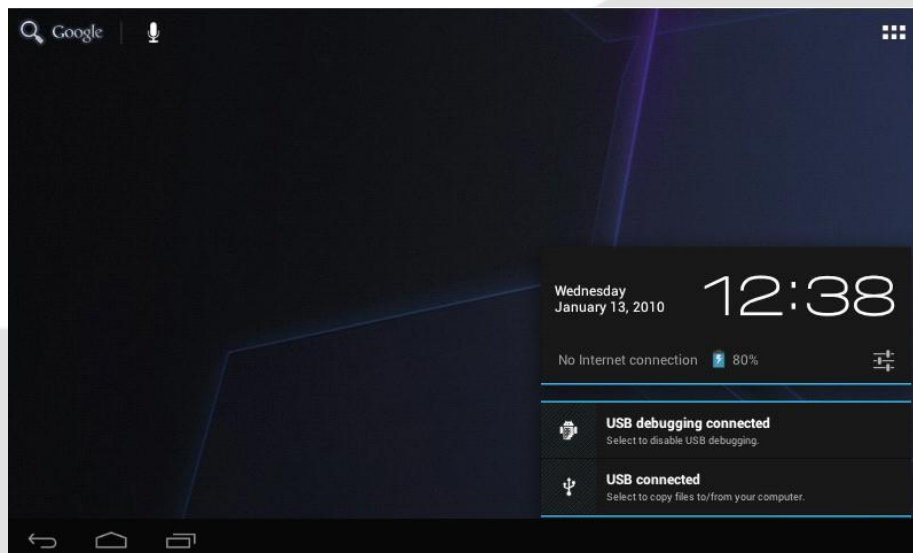 Google
Wednesday
January 13, 2010
12:38
No Internet connection 80%
USB debugging connected
Select to disable USB debugging.
USB connected
Select to copy files to/from your computer.